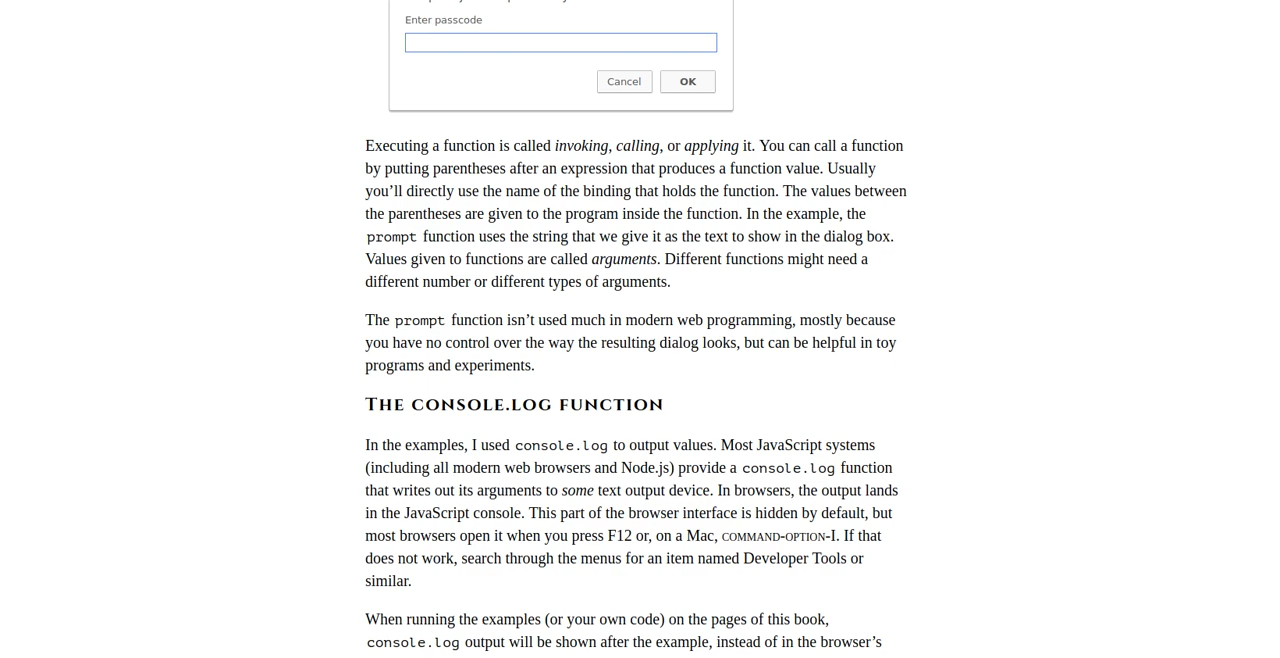 Enter passcode
Cancel OK
Executing a function is called invoking, calling, or applying it. You can call a function
by putting parentheses after an expression that produces a function value. Usually
you’ll directly use the name of the binding that holds the function. The values between
the parentheses are given to the program inside the function. In the example, the
prompt function uses the string that we give it as the text to show in the dialog box.
Values given to functions are called arguments. Different functions might need a
different number or different types of arguments.
The prompt function isn’t used much in modern web programming, mostly because
you have no control over the way the resulting dialog looks, but can be helpful in toy
programs and experiments.
The console.log function
In the examples, I used console.log to output values. Most JavaScript systems
(including all modern web browsers and Node.js) provide a console.log function
that writes out its arguments to some text output device. In browsers, the output lands
in the JavaScript console. This part of the browser interface is hidden by default, but
most browsers open it when you press F12 or, on a Mac, command-option-I. If that
does not work, search through the menus for an item named Developer Tools or
similar.
When running the examples (or your own code) on the pages of this book,
console.log output will be shown after the example, instead of in the browser’s